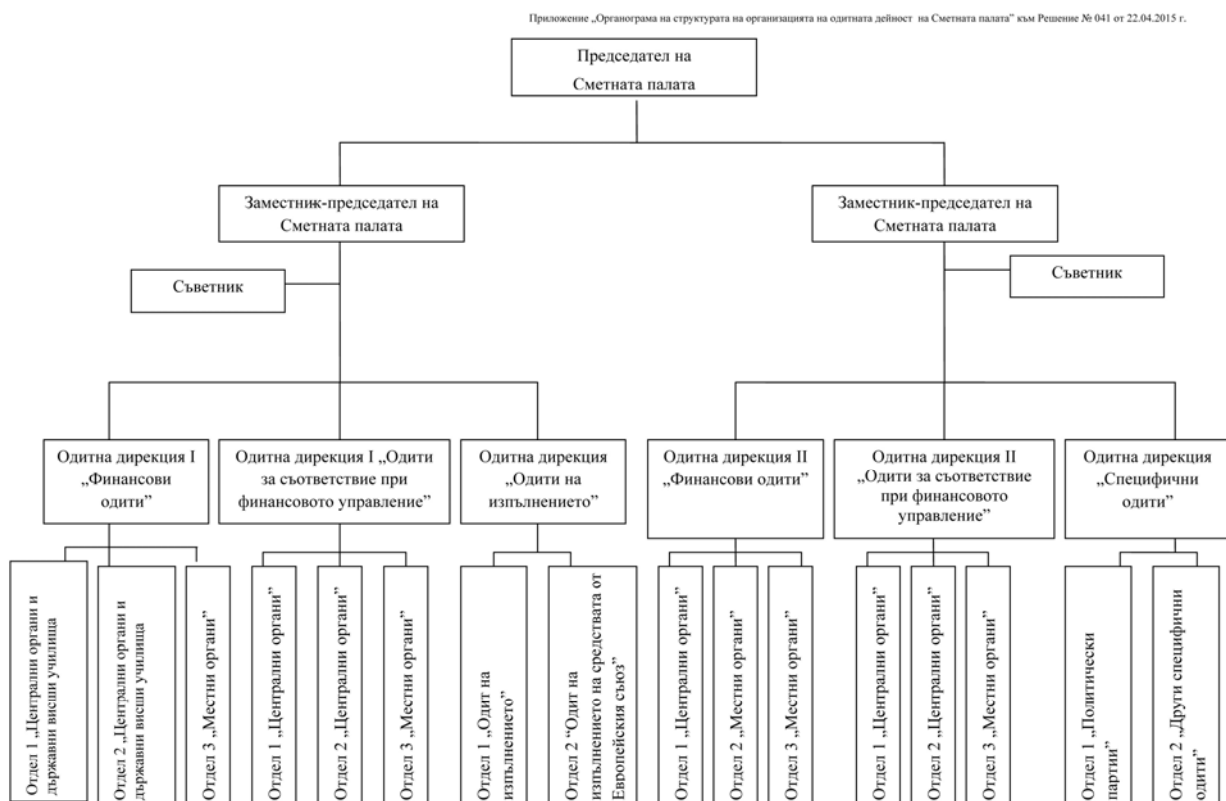 Приложение „Органограма на структурата на организацията на одитната дейност на Сметната палата” към Решение № 041 от 22.04.2015 г.
Председател на
Сметната палата
Заместник-председател на
Сметната палата
Заместник-председател на
Сметната палата
Съветник
Съветник
Одитна дирекция I
„Финансови
одити”
Одитна дирекция I „Одити
за съответствие при
финансовото управление”
Одитна дирекция
„Одити на
изпълнението”
Одитна дирекция II
„Финансови одити”
Одитна дирекция II
„Одити за съответствие
при финансовото
управление”
Одитна дирекция
„Специфични
одити”
Отдел 1 „Централни органи и
държавни висши училища
Отдел 2 „Централни органи и
държавни висши училища
Отдел 3 „Местни органи”
Отдел 1 „Централни органи”
Отдел 2 „Централни органи”
Отдел 3 „Местни органи”
Отдел 1 „Одит на
изпълнението”
Отдел 2 “Одит на
изпълнението на средствата от
Европейския съюз”
Отдел 1 „Централни органи”
Отдел 2 „Местни органи”
Отдел 3 „Местни органи”
Отдел 1 „Централни органи”
Отдел 2 „Централни органи”
Отдел 3 „Местни органи”
Отдел 1 „Политически
партии”
Отдел 2 „Други специфични
одити”